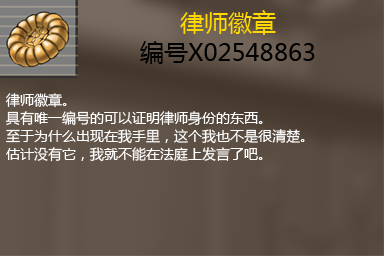 律师徽章
编号X02548863
律师徽章。
具有唯一编号的可以证明律师身份的东西。
至于为什么出现在我手里，这个我也不是很清楚。
估计没有它，我就不能在法庭上发言了吧。